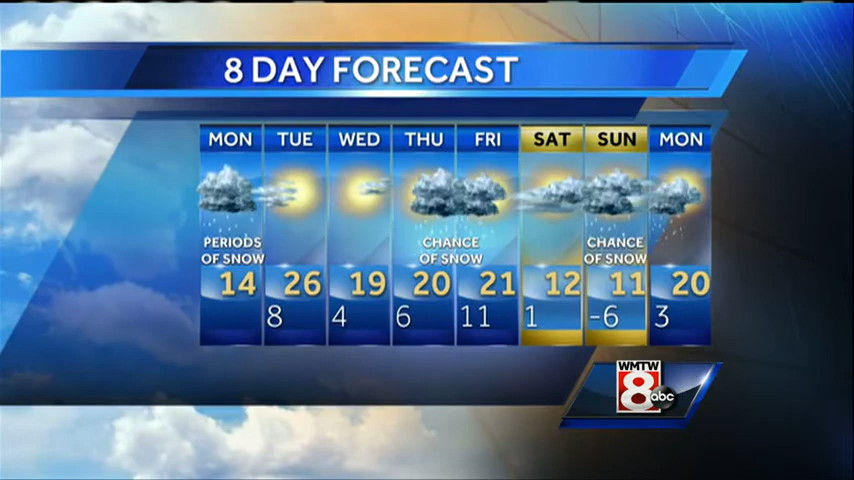 8 DAY FORECAST
MON TUE WED THU FRI SAT SUN MON
PERIODS OF SNOW
CHANCE OF SNOW
CHANCE OF SNOW
14 26 19 20 21 12 11 20
8 4 6 11 1 -6 3
WMTW
8 abc